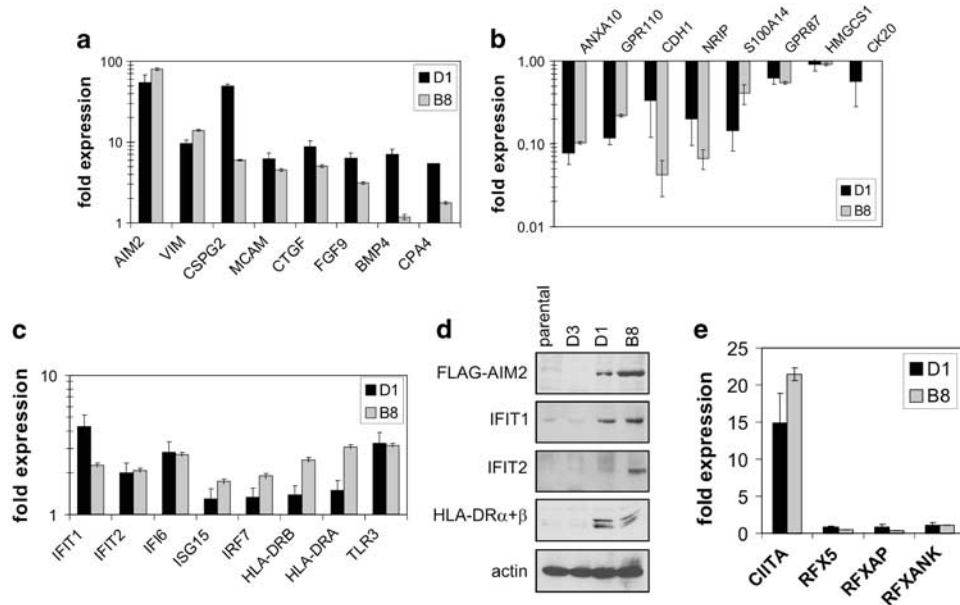 a
fold expression
100
10
1
D1
B8
AIM2
VIM
CSPG2
MCAM
CTGF
FGF9
BMP4
CPA4
b
ANXA10
GPR110
CDH1
NRIP
S100A14
GPR87
HMGCS1
CK20
fold expression
1.00
0.10
0.01
D1
B8
c
fold expression
10
1
D1
B8
IFIT1
IFIT2
IFI6
ISG15
IRF7
HLA-DRB
HLA-DRA
TLR3
d
parental
D3
D1
B8
FLAG-AIM2
IFIT1
IFIT2
HLA-DRα+β
actin
e
fold expression
25
20
15
10
5
0
D1
B8
CIITA
RFX5
RFXAP
RFXANK